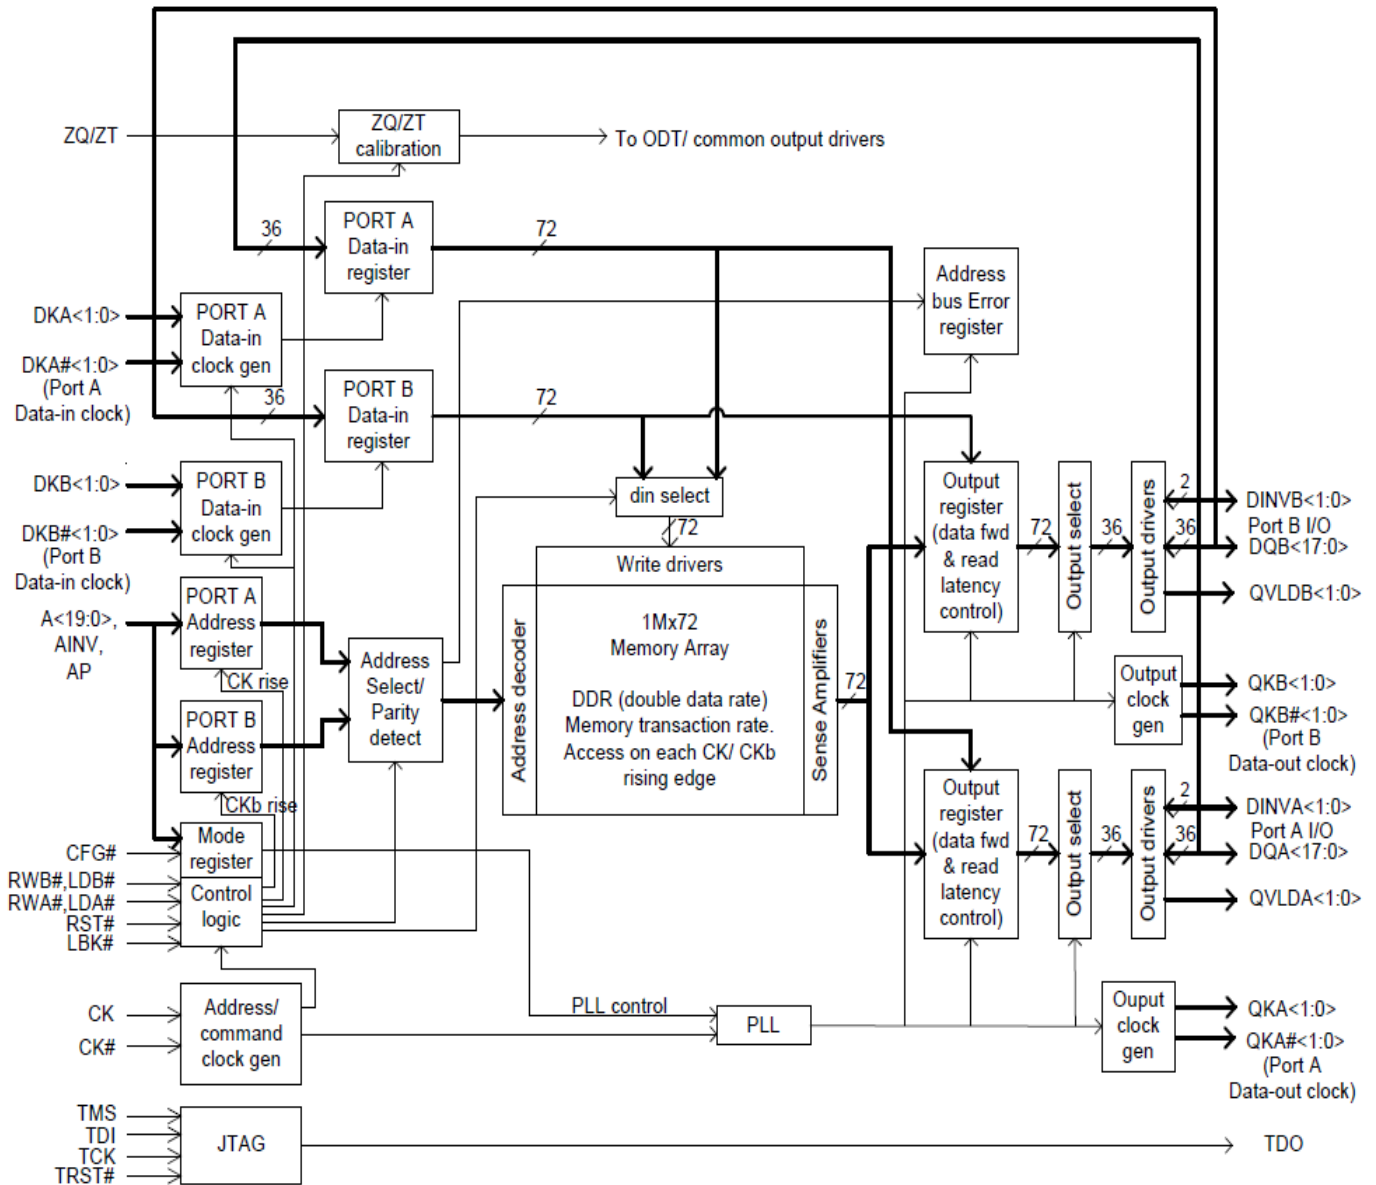 ZQ/ZT
ZQ/ZT
calibration
To ODT/ common output drivers
36
PORT A
Data-in
register
72
Address
bus Error
register
DKA<1:0>
DKA#<1:0>
(Port A
Data-in clock)
PORT A
Data-in
clock gen
36
PORT B
Data-in
register
72
DKB<1:0>
DKB#<1:0>
(Port B
Data-in clock)
PORT B
Data-in
clock gen
din select
72
Write drivers
Output
register
(data fwd
& read
latency
control)
72
Output select
36
Output drivers
2
36
DINVB<1:0>
Port B I/O
DQB<17:0>
QVLDB<1:0>
A<19:0>,
AINV,
AP
PORT A
Address
register
CK rise
PORT B
Address
register
CKb rise
Address
Select/
Parity
detect
Address decoder
1Mx72
Memory Array
DDR (double data rate)
Memory transaction rate.
Access on each CK/ CKb
rising edge
Sense Amplifiers
72
Output
clock
gen
QKB<1:0>
QKB#<1:0>
(Port B
Data-out clock)
Output
register
(data fwd
& read
latency
control)
72
Output select
36
Output drivers
2
36
DINVA<1:0>
Port A I/O
DQA<17:0>
QVLDA<1:0>
CFG#
RWB#,LDB#
RWA#,LDA#
RST#
LBK#
Mode
register
Control
logic
CK
CK#
Address/
command
clock gen
PLL control
PLL
Ouput
clock
gen
QKA<1:0>
QKA#<1:0>
(Port A
Data-out clock)
TMS
TDI
TCK
TRST#
JTAG
TDO